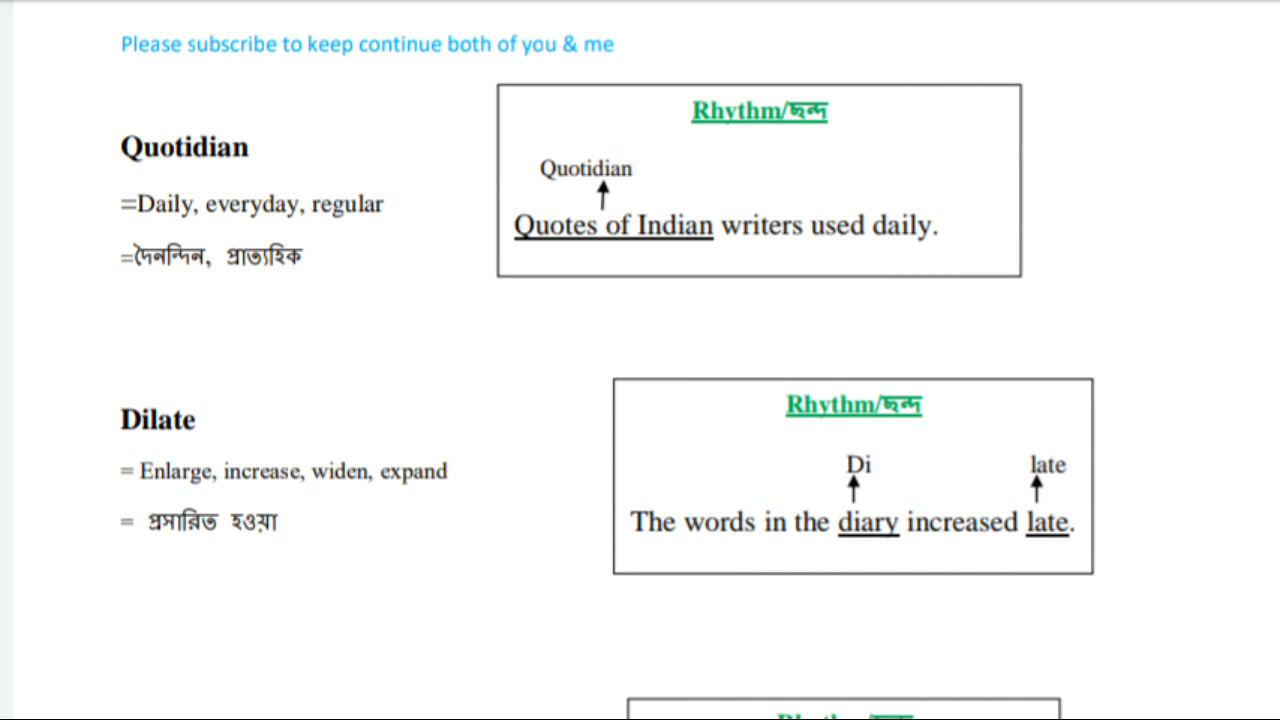 Please subscribe to keep continue both of you & me
Quotidian
=Daily, everyday, regular
=দৈনন্দিন, প্রাত্যহিক
Rhythm/ছন্দ
Quotidian
Quotes of Indian writers used daily.
Dilate
= Enlarge, increase, widen, expand
= প্রসারিত হওয়া
Rhythm/ছন্দ
Di late
The words in the diary increased late.